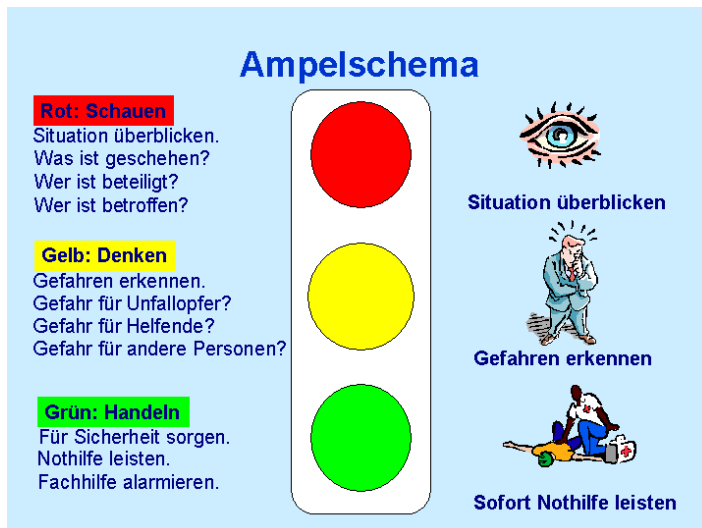 Ampelschema
Rot: Schauen
Situation überblicken.
Was ist geschehen?
Wer ist beteiligt?
Wer ist betroffen?
Situation überblicken
Gelb: Denken
Gefahren erkennen.
Gefahr für Unfallopfer?
Gefahr für Helfende?
Gefahr für andere Personen?
Gefahren erkennen
Grün: Handeln
Für Sicherheit sorgen.
Nothilfe leisten.
Fachhilfe alarmieren.
Sofort Nothilfe leisten